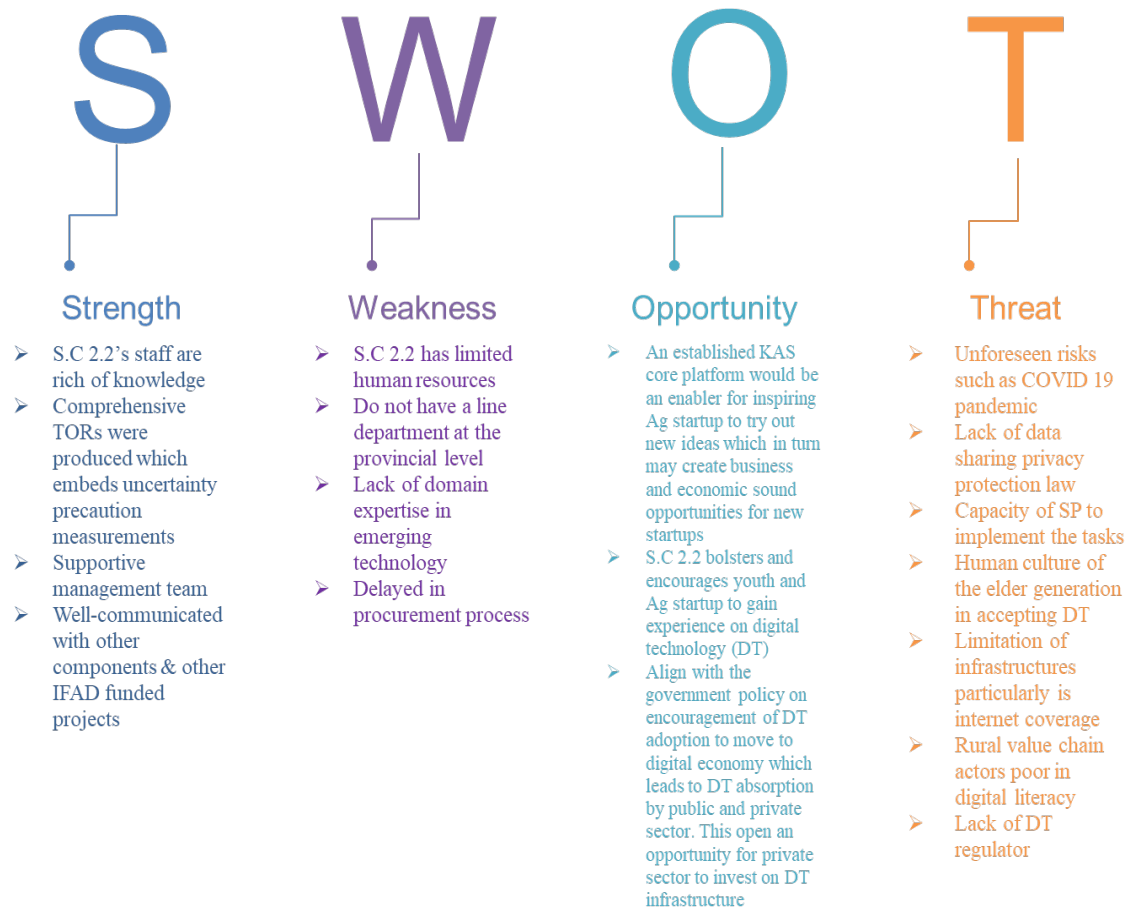 S
W
O
T
Strength
➢ S.C 2.2’s staff are
rich of knowledge
➢ Comprehensive
TORs were
produced which
embeds uncertainty
precaution
measurements
➢ Supportive
management team
➢ Well-communicated
with other
components & other
IFAD funded
projects
Weakness
➢ S.C 2.2 has limited
human resources
➢ Do not have a line
department at the
provincial level
➢ Lack of domain
expertise in
emerging
technology
➢ Delayed in
procurement process
Opportunity
➢ An established KAS
core platform would be
an enabler for inspiring
Ag startup to try out
new ideas which in turn
may create business
and economic sound
opportunities for new
startups
➢ S.C 2.2 bolsters and
encourages youth and
Ag startup to gain
experience on digital
technology (DT)
➢ Align with the
government policy on
encouragement of DT
adoption to move to
digital economy which
leads to DT absorption
by public and private
sector. This open an
opportunity for private
sector to invest on DT
infrastructure
Threat
➢ Unforeseen risks
such as COVID 19
pandemic
➢ Lack of data
sharing privacy
protection law
➢ Capacity of SP to
implement the tasks
➢ Human culture of
the elder generation
in accepting DT
➢ Limitation of
infrastructures
particularly is
internet coverage
➢ Rural value chain
actors poor in
digital literacy
➢ Lack of DT
regulator